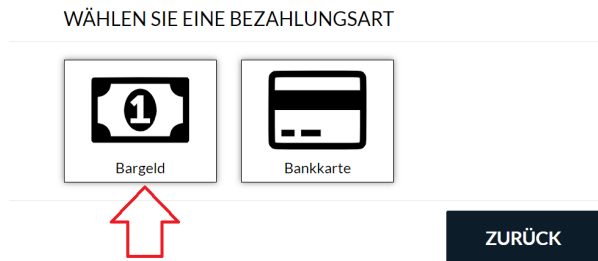 WÄHLEN SIE EINE BEZAHLUNGSART
1
Bargeld
Bankkarte
ZURÜCK